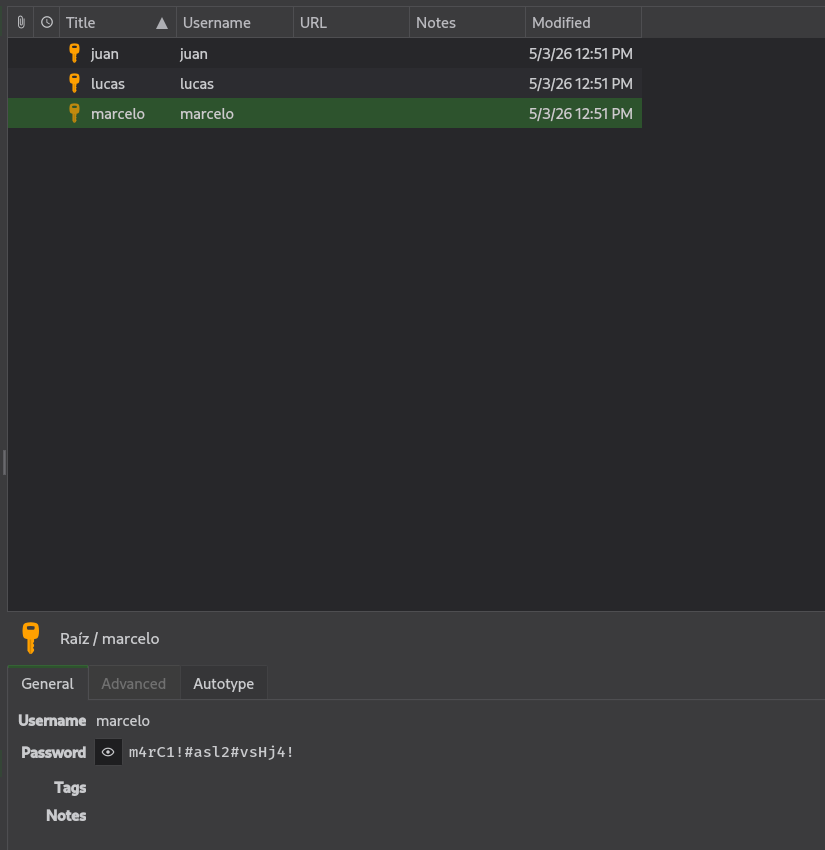 Title Username URL Notes Modified
juan juan 5/3/26 12:51 PM
lucas lucas 5/3/26 12:51 PM
marcelo marcelo 5/3/26 12:51 PM
Raíz / marcelo
General Advanced Autotype
Username marcelo
Password m4rC1!#asl2#vsHj4!
Tags
Notes